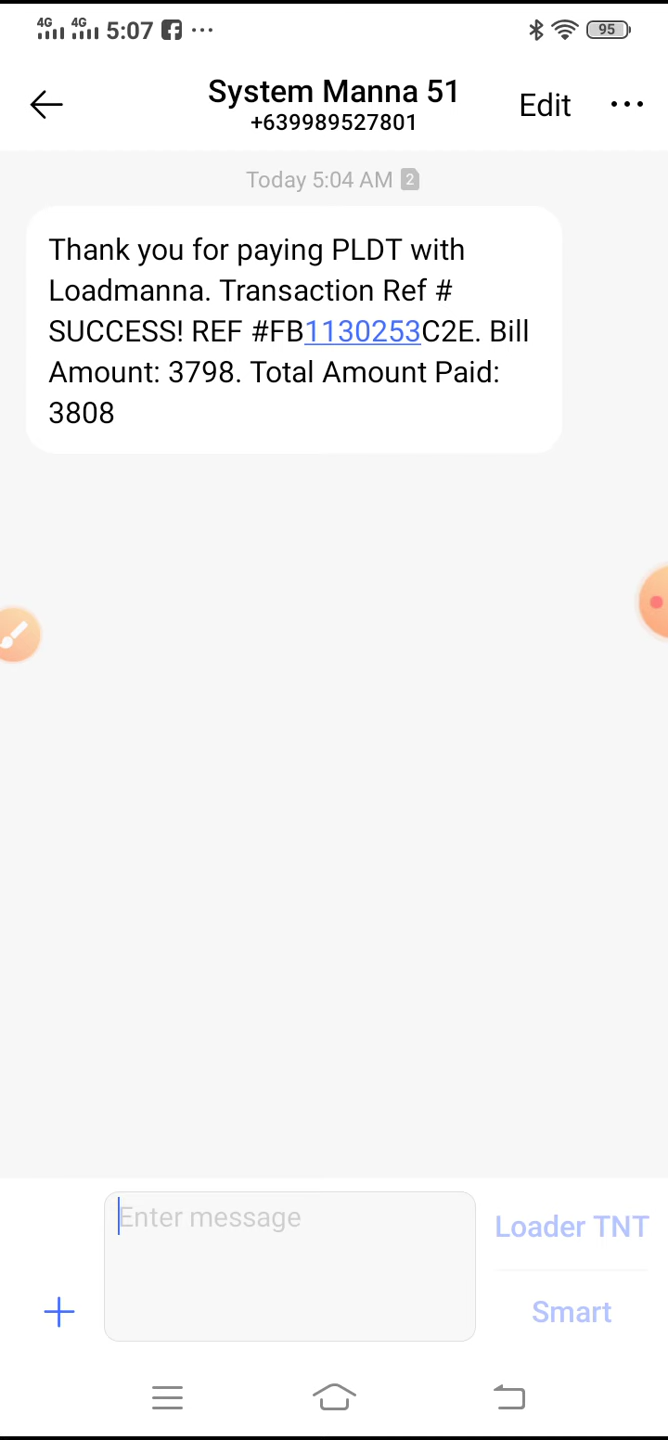 4G 4G 5:07 ... 95
System Manna 51
+639989527801
Edit ...
Today 5:04 AM 2
Thank you for paying PLDT with
Loadmanna. Transaction Ref #
SUCCESS! REF #FB1130253C2E. Bill
Amount: 3798. Total Amount Paid:
3808
Enter message
Loader TNT
Smart